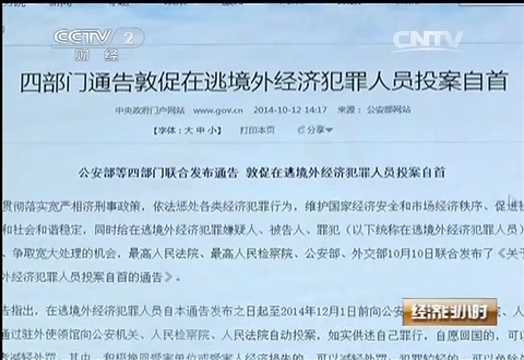 CCTV 2
财经
CNTV
四部门通告敦促在逃境外经济犯罪人员投案自首
中央政府门户网站 www.gov.cn 2014-10-12 14:17 来源: 公安部网站
【字体: 大 中 小】 打印本页 分享
公安部等四部门联合发布通告 敦促在逃境外经济犯罪人员投案自首
贯彻落实宽严相济刑事政策，依法惩处各类经济犯罪行为，维护国家经济安全和市场经济秩序、促进社
和社会和谐稳定，同时给在逃境外经济犯罪嫌疑人、被告人、罪犯（以下统称在逃境外经济犯罪人员）
、争取宽大处理的机会，最高人民法院、最高人民检察院、公安部、外交部10月10日联合发布了《关于
外经济犯罪人员投案自首的通告》。
告指出，在逃境外经济犯罪人员自本通告发布之日起至2014年12月1日前向公安
通过驻外使领馆向公安机关、人民检察院、人民法院自动投案，如实供述自己罪行，自愿回国的，可
经济半小时